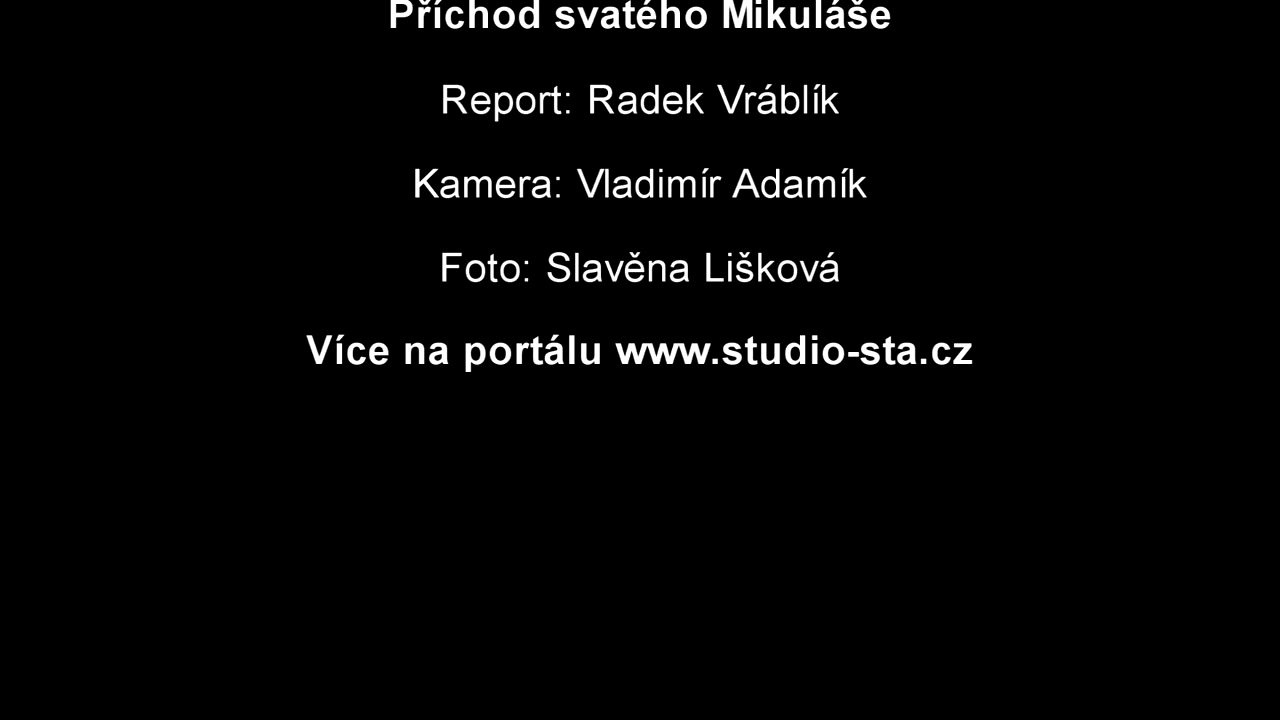 Příchod svatého Mikuláše
Report: Radek Vráblík
Kamera: Vladimír Adamík
Foto: Slavěna Lišková
Více na portálu www.studio-sta.cz